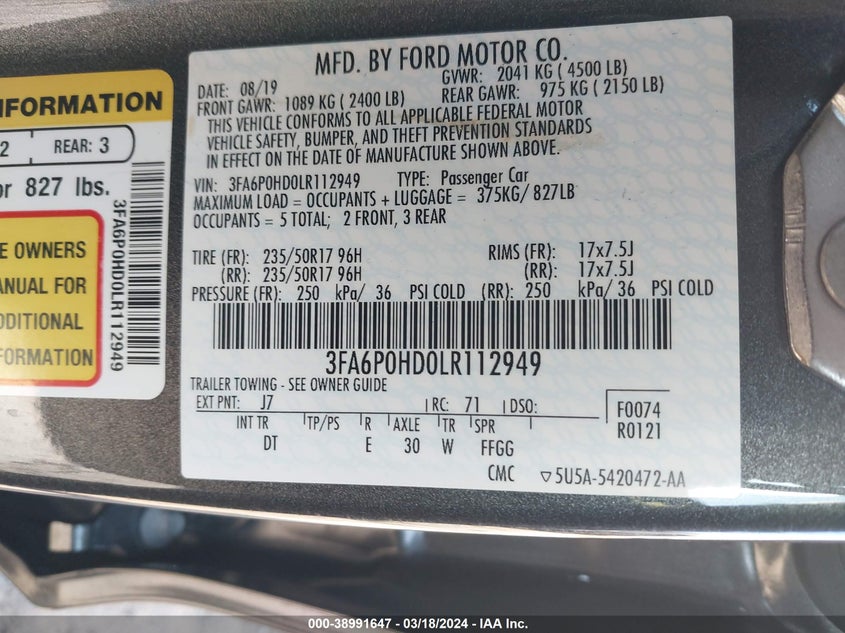 INFORMATION
2 REAR: 3
or 827 lbs.
E OWNERS
MANUAL FOR
ADDITIONAL
INFORMATION
3FA6P0HD0LR112949
MFD. BY FORD MOTOR CO.
DATE: 08/19 GVWR: 2041 KG ( 4500 LB)
FRONT GAWR: 1089 KG ( 2400 LB) REAR GAWR: 975 KG ( 2150 LB)
THIS VEHICLE CONFORMS TO ALL APPLICABLE FEDERAL MOTOR
VEHICLE SAFETY, BUMPER, AND THEFT PREVENTION STANDARDS
IN EFFECT ON THE DATE OF MANUFACTURE SHOWN ABOVE.
VIN: 3FA6P0HD0LR112949 TYPE: Passenger Car
MAXIMUM LOAD = OCCUPANTS + LUGGAGE = 375KG/ 827LB
OCCUPANTS = 5 TOTAL; 2 FRONT, 3 REAR
TIRE (FR): 235/50R17 96H RIMS (FR): 17x7.5J
(RR): 235/50R17 96H (RR): 17x7.5J
PRESSURE (FR): 250 kPa/ 36 PSI COLD (RR): 250 kPa/ 36 PSI COLD
3FA6P0HD0LR112949
TRAILER TOWING - SEE OWNER GUIDE
EXT PNT: J7 RC: 71 DSO: F0074
INT TR TP/PS R AXLE TR SPR R0121
DT E 30 W FFGG
CMC ▽5U5A-5420472-AA
000-38991647 - 03/18/2024 - IAA Inc.